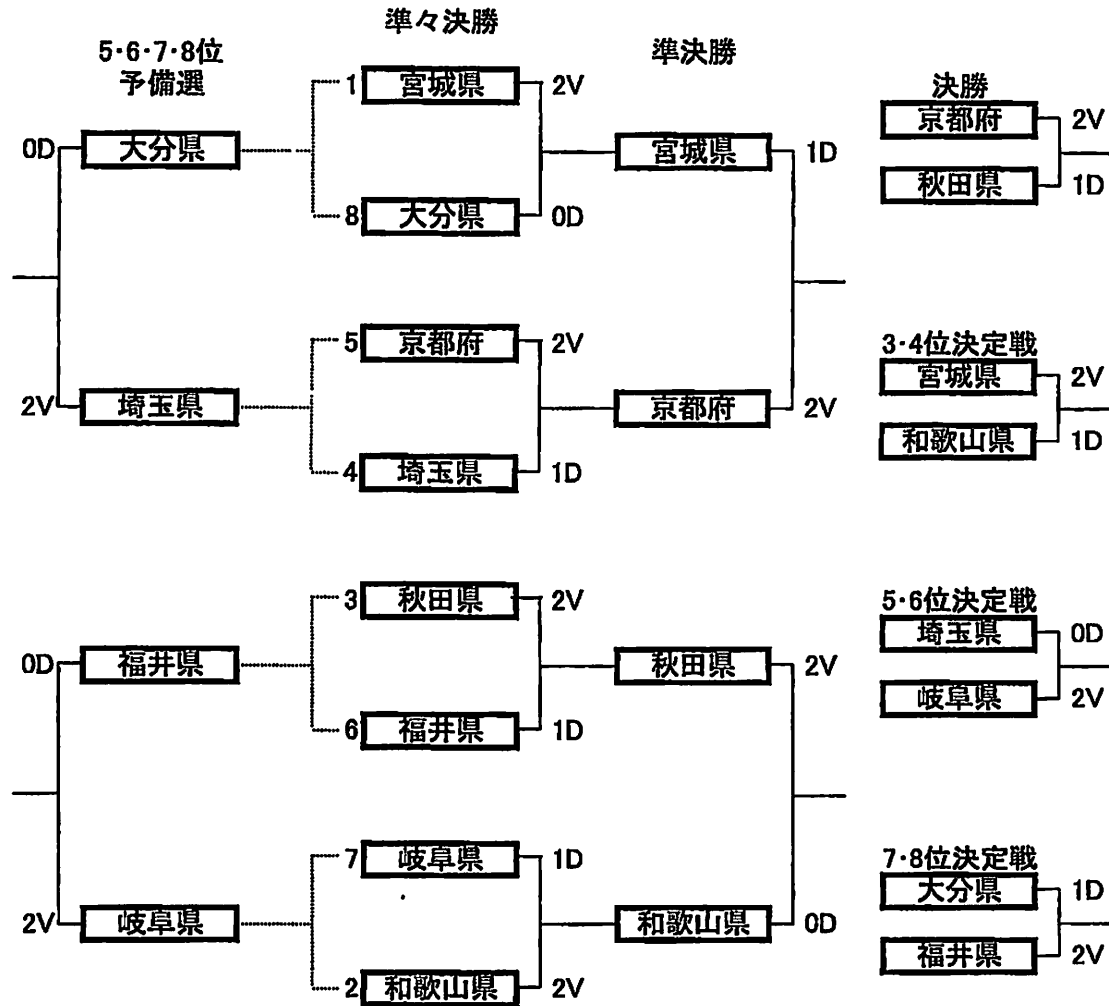 準々決勝
5・6・7・8位
予備選
準決勝
決勝
1 宮城県 2V
京都府 2V
0D 大分県
宮城県 1D
秋田県 1D
8 大分県 0D
5 京都府 2V
3・4位決定戦
宮城県 2V
2V 埼玉県
京都府 2V
和歌山県 1D
4 埼玉県 1D
3 秋田県 2V
5・6位決定戦
埼玉県 0D
0D 福井県
秋田県 2V
岐阜県 2V
6 福井県 1D
7 岐阜県 1D
7・8位決定戦
大分県 1D
2V 岐阜県
和歌山県 0D
福井県 2V
2 和歌山県 2V